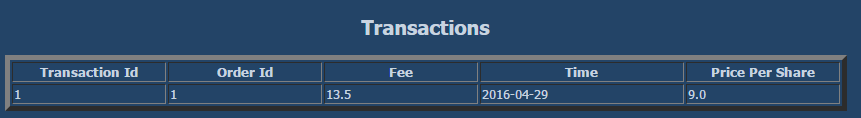 Transactions
Transaction Id Order Id Fee Time Price Per Share
1 1 13.5 2016-04-29 9.0